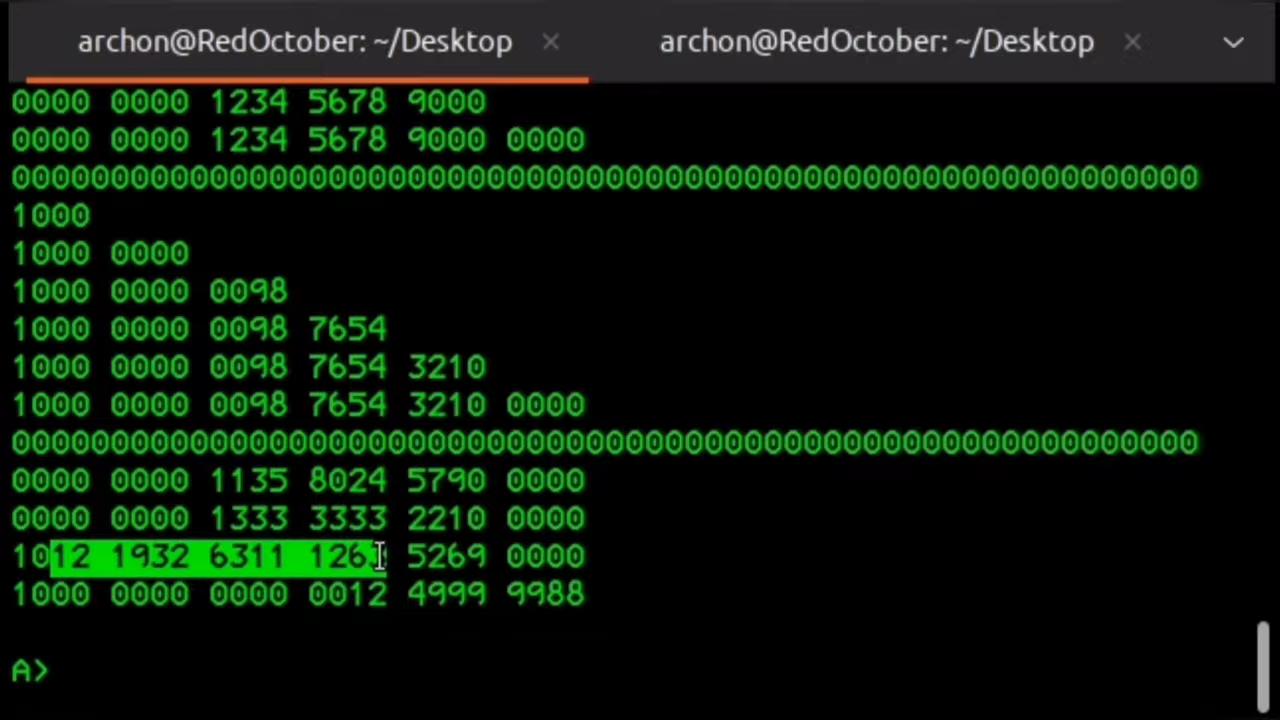 archon@RedOctober: ~/Desktop × archon@RedOctober: ~/Desktop ×
0000 0000 1234 5678 9000
0000 0000 1234 5678 9000 0000
000000000000000000000000000000000000000000000000000000000000
1000
1000 0000
1000 0000 0098
1000 0000 0098 7654
1000 0000 0098 7654 3210
1000 0000 0098 7654 3210 0000
000000000000000000000000000000000000000000000000000000000000
0000 0000 1135 8024 5790 0000
0000 0000 1333 3333 2210 0000
1012 1932 6311 1263 5269 0000
1000 0000 0000 0012 4999 9988
A>